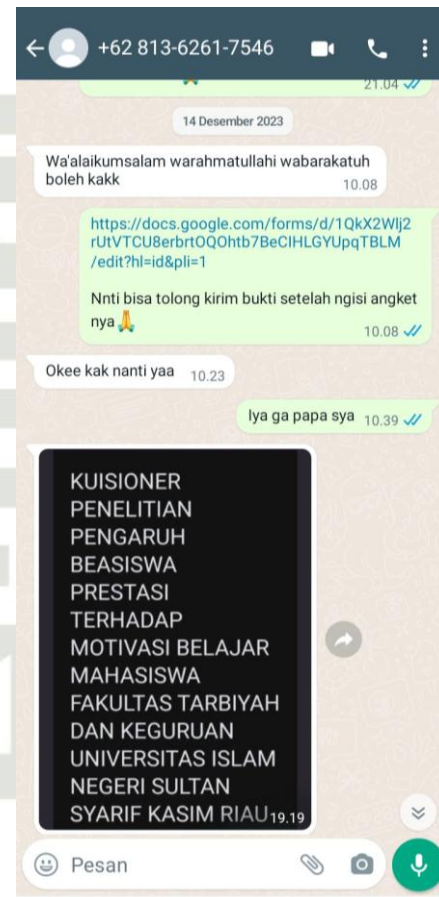 +62 813-6261-7546
21.04
14 Desember 2023
Wa'alaikumsalam warahmatullahi wabarakatuh
boleh kakk
10.08
https://docs.google.com/forms/d/1QkX2Wlj2
rUtVTCU8erbrtOQOhtb7BeCIHLGYUpqTBLM
/edit?hl=id&pli=1
Nnti bisa tolong kirim bukti setelah ngisi angket
nya🙏
10.08
Okee kak nanti yaa 10.23
Iya ga papa sya 10.39
KUISIONER
PENELITIAN
PENGARUH
BEASISWA
PRESTASI
TERHADAP
MOTIVASI BELAJAR
MAHASISWA
FAKULTAS TARBIYAH
DAN KEGURUAN
UNIVERSITAS ISLAM
NEGERI SULTAN
SYARIF KASIM RIAU 19.19
Pesan